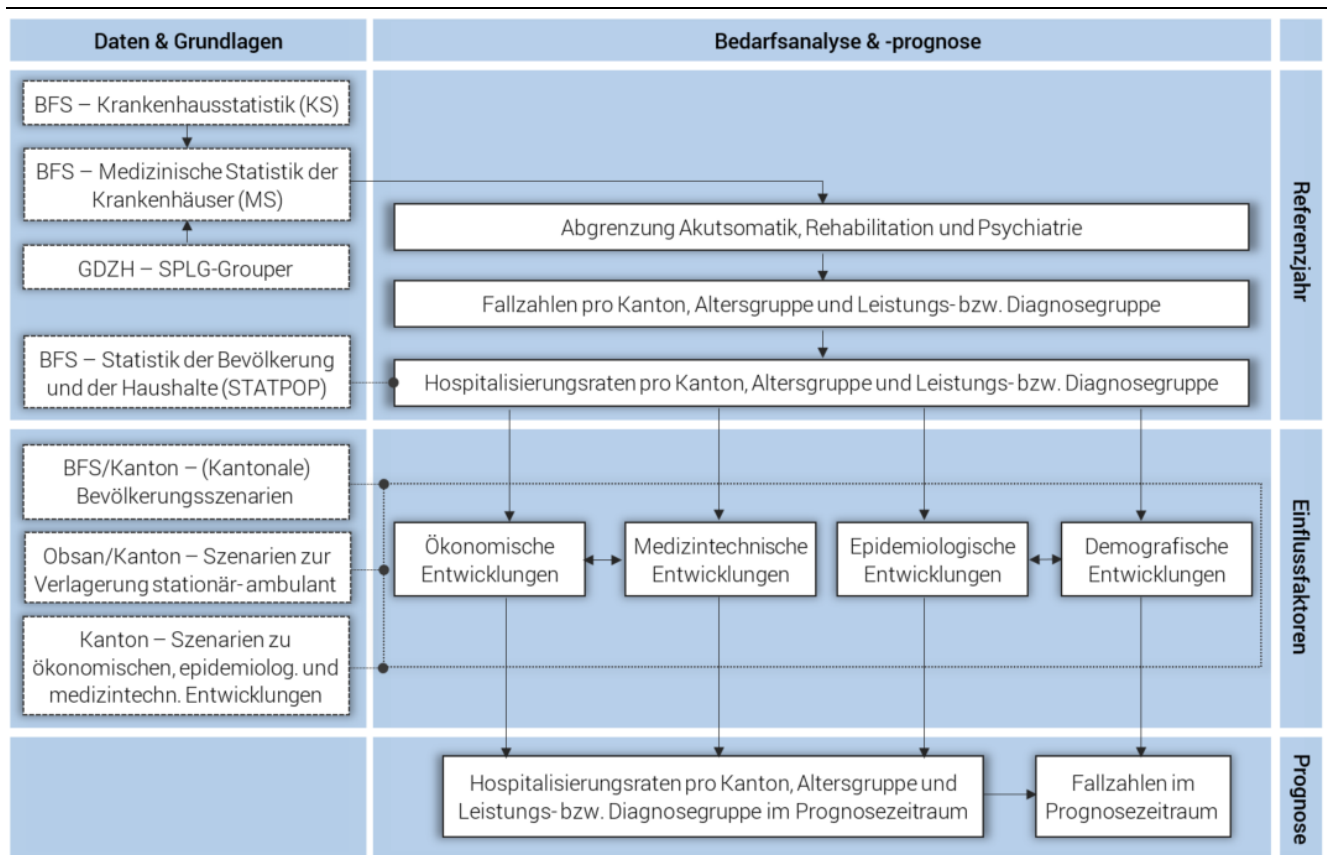 Daten & Grundlagen
Bedarfsanalyse & -prognose
BFS – Krankenhausstatistik (KS)
BFS – Medizinische Statistik der
Krankenhäuser (MS)
GDZH – SPLG-Grouper
BFS – Statistik der Bevölkerung
und der Haushalte (STATPOP)
Abgrenzung Akutsomatik, Rehabilitation und Psychiatrie
Fallzahlen pro Kanton, Altersgruppe und Leistungs- bzw. Diagnosegruppe
Hospitalisierungsraten pro Kanton, Altersgruppe und Leistungs- bzw. Diagnosegruppe
Referenzjahr
BFS/Kanton – (Kantonale)
Bevölkerungsszenarien
Obsan/Kanton – Szenarien zur
Verlagerung stationär-ambulant
Kanton – Szenarien zu
ökonomischen, epidemiolog. und
medizintechn. Entwicklungen
Ökonomische
Entwicklungen
Medizintechnische
Entwicklungen
Epidemiologische
Entwicklungen
Demografische
Entwicklungen
Einflussfaktoren
Hospitalisierungsraten pro Kanton, Altersgruppe und
Leistungs- bzw. Diagnosegruppe im Prognosezeitraum
Fallzahlen im
Prognosezeitraum
Prognose